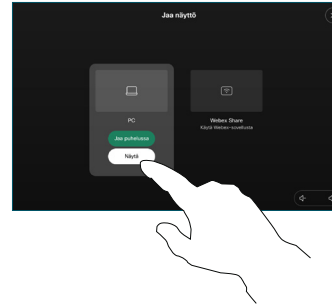 Jaa näyttö
PC
Jaa puhelussa
Näytä
Webex Share
Käytä Webex-sovellusta